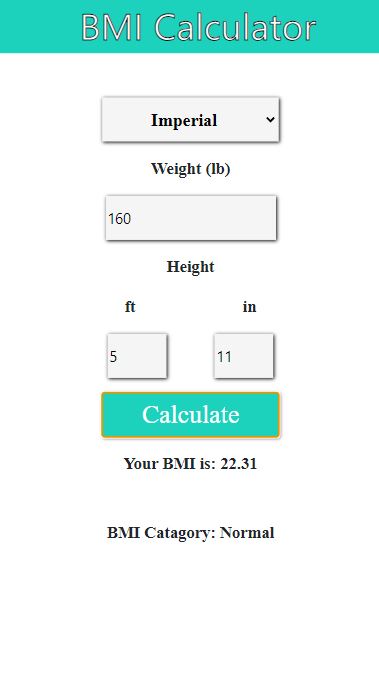 BMI Calculator
Imperial
Weight (lb)
160
Height
ft in
5 11
Calculate
Your BMI is: 22.31
BMI Catagory: Normal